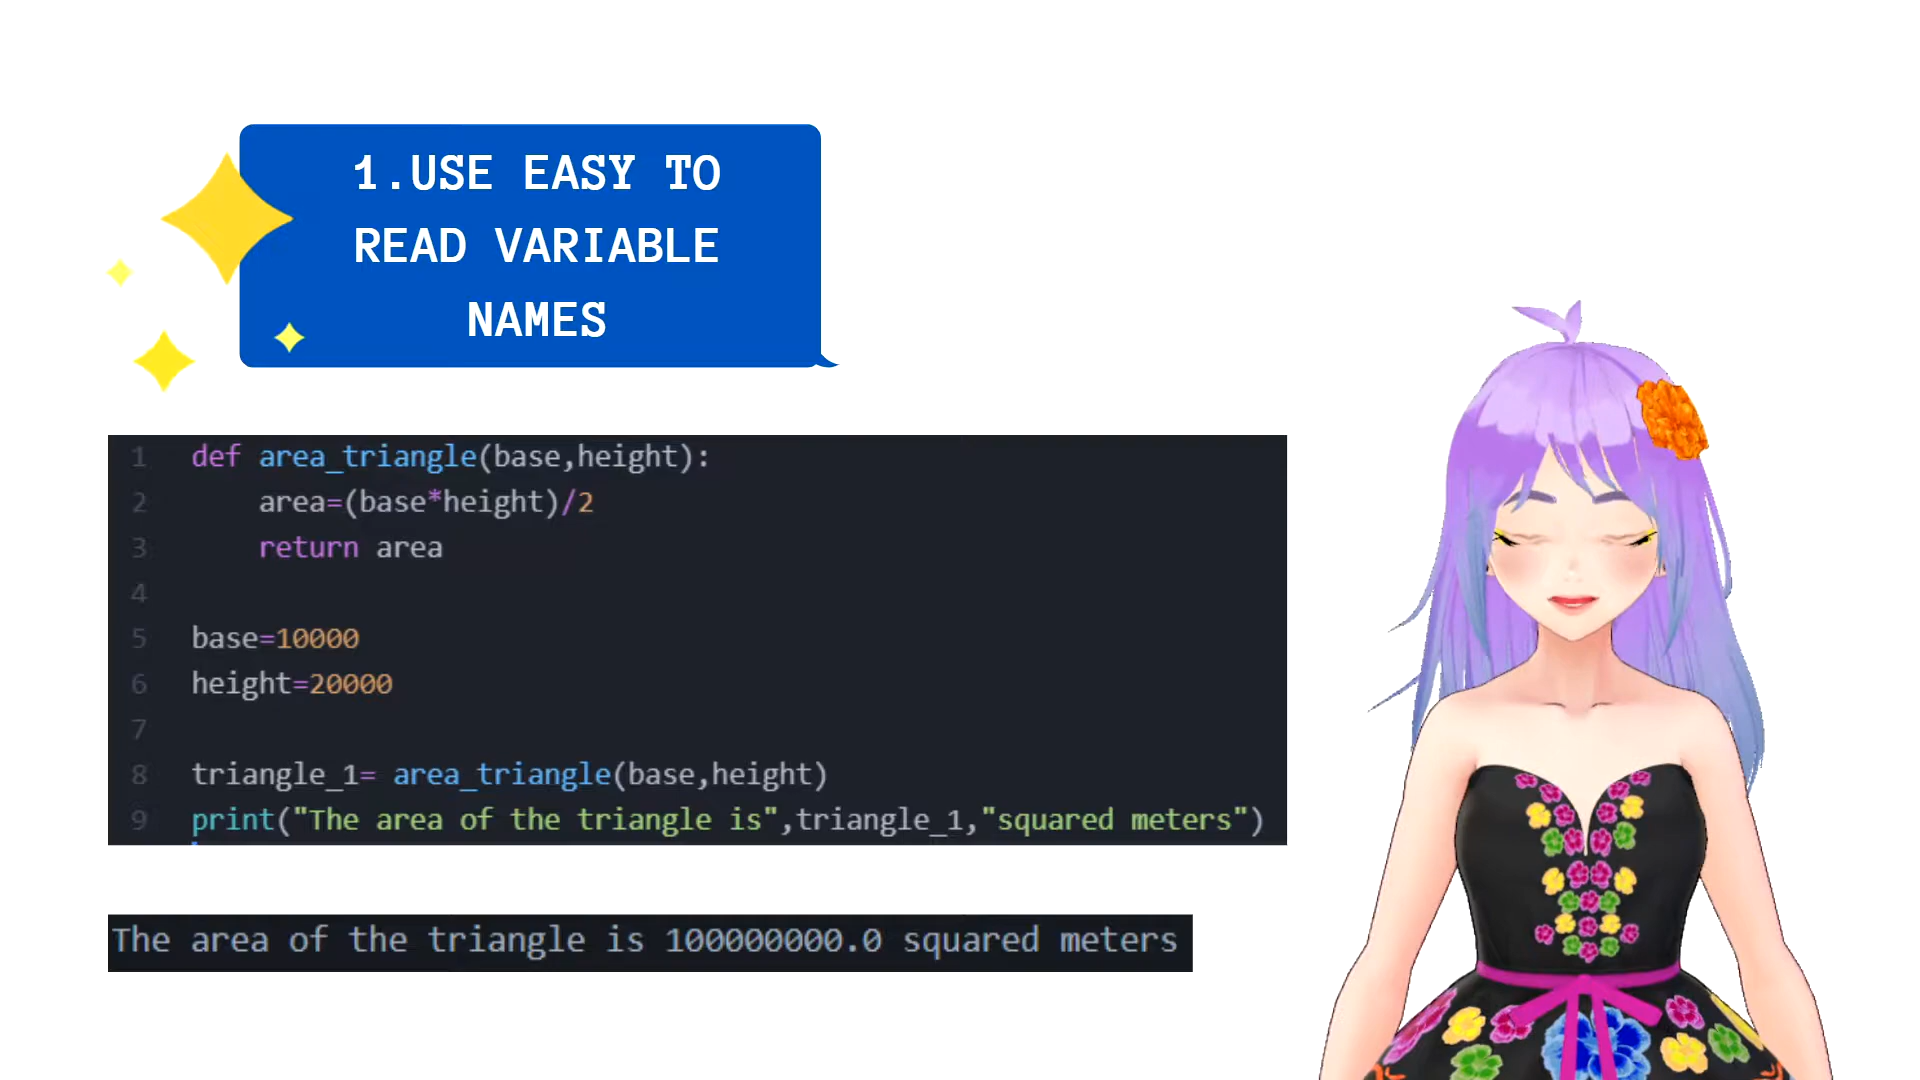 1.USE EASY TO
READ VARIABLE
NAMES
1 def area_triangle(base,height):
2     area=(base*height)/2
3     return area
4
5 base=10000
6 height=20000
7
8 triangle_1= area_triangle(base,height)
9 print("The area of the triangle is",triangle_1,"squared meters")
The area of the triangle is 100000000.0 squared meters